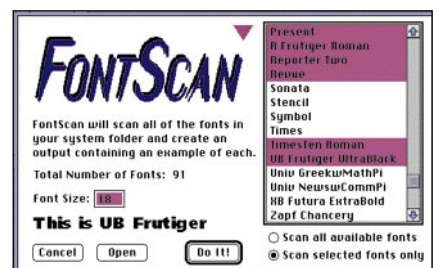 FONTSCAN
FontScan will scan all of the fonts in
your system folder and create an
output containing an example of each.
Total Number of Fonts: 91
Font Size: 18
This is UB Frutiger
Cancel Open Do It!
Present
R Frutiger Roman
Reporter Two
Revue
Sonata
Stencil
Symbol
Times
TimesTen Roman
UB Frutiger UltraBlack
Univ GreekwMathPi
Univ NewswCommPi
XB Futura ExtraBold
Zapf Chancery
Scan all available fonts
Scan selected fonts only